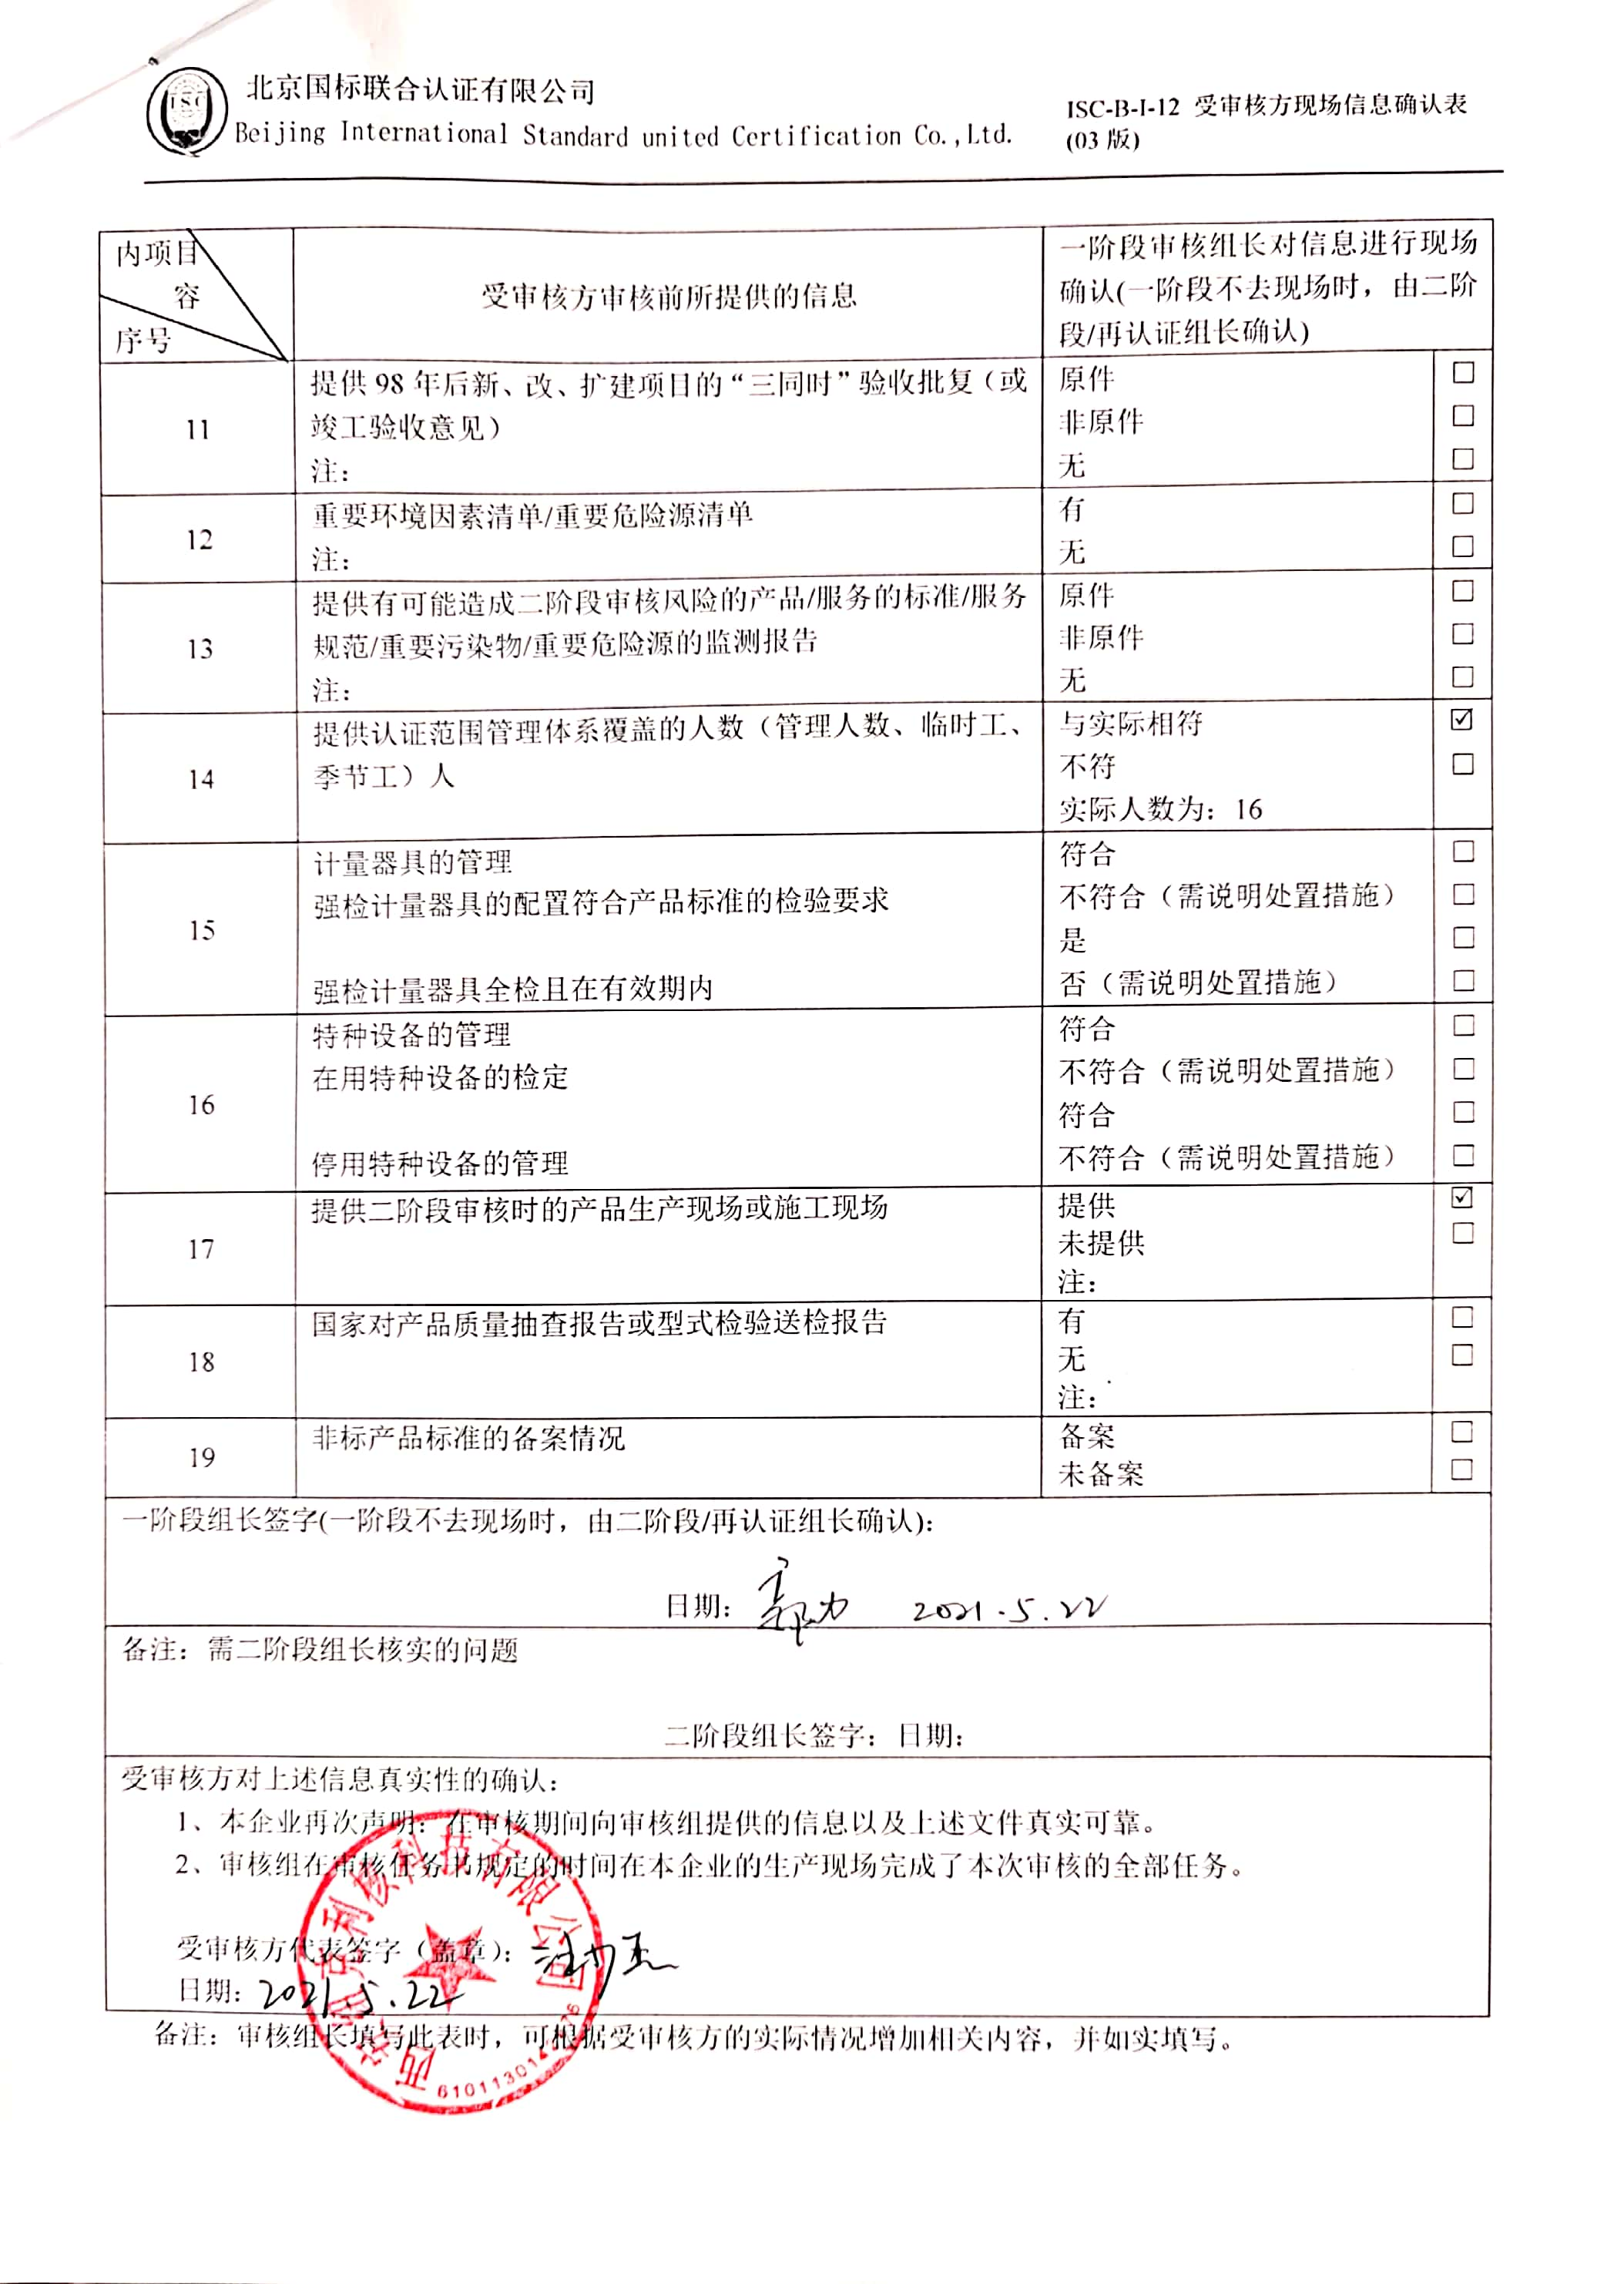 ISC
北京国标联合认证有限公司
Beijing International Standard united Certification Co.,Ltd.
ISC-B-I-12 受审核方现场信息确认表
(03 版)
内项目
容
序号
受审核方审核前所提供的信息
一阶段审核组长对信息进行现场
确认(一阶段不去现场时，由二阶
段/再认证组长确认)
11
提供 98 年后新、改、扩建项目的“三同时”验收批复（或
竣工验收意见）
注：
原件 □
非原件 □
无 □
12
重要环境因素清单/重要危险源清单
注：
有 □
无 □
13
提供有可能造成二阶段审核风险的产品/服务的标准/服务
规范/重要污染物/重要危险源的监测报告
注：
原件 □
非原件 □
无 □
14
提供认证范围管理体系覆盖的人数（管理人数、临时工、
季节工）人
与实际相符 ☑
不符 □
实际人数为：16
15
计量器具的管理
强检计量器具的配置符合产品标准的检验要求
强检计量器具全检且在有效期内
符合 □
不符合（需说明处置措施） □
是 □
否（需说明处置措施） □
16
特种设备的管理
在用特种设备的检定
停用特种设备的管理
符合 □
不符合（需说明处置措施） □
符合 □
不符合（需说明处置措施） □
17
提供二阶段审核时的产品生产现场或施工现场
提供 ☑
未提供 □
注：
18
国家对产品质量抽查报告或型式检验送检报告
有 □
无 □
注：
19
非标产品标准的备案情况
备案 □
未备案 □
一阶段组长签字(一阶段不去现场时，由二阶段/再认证组长确认)：
日期： 郭力 2021.5.22
备注：需二阶段组长核实的问题
二阶段组长签字：日期：
受审核方对上述信息真实性的确认：
1、本企业再次声明：在审核期间向审核组提供的信息以及上述文件真实可靠。
2、审核组在审核任务书规定的时间在本企业的生产现场完成了本次审核的全部任务。
受审核方代表签字（盖章）：
日期：2021.5.22
备注：审核组长填写此表时，可根据受审核方的实际情况增加相关内容，并如实填写。